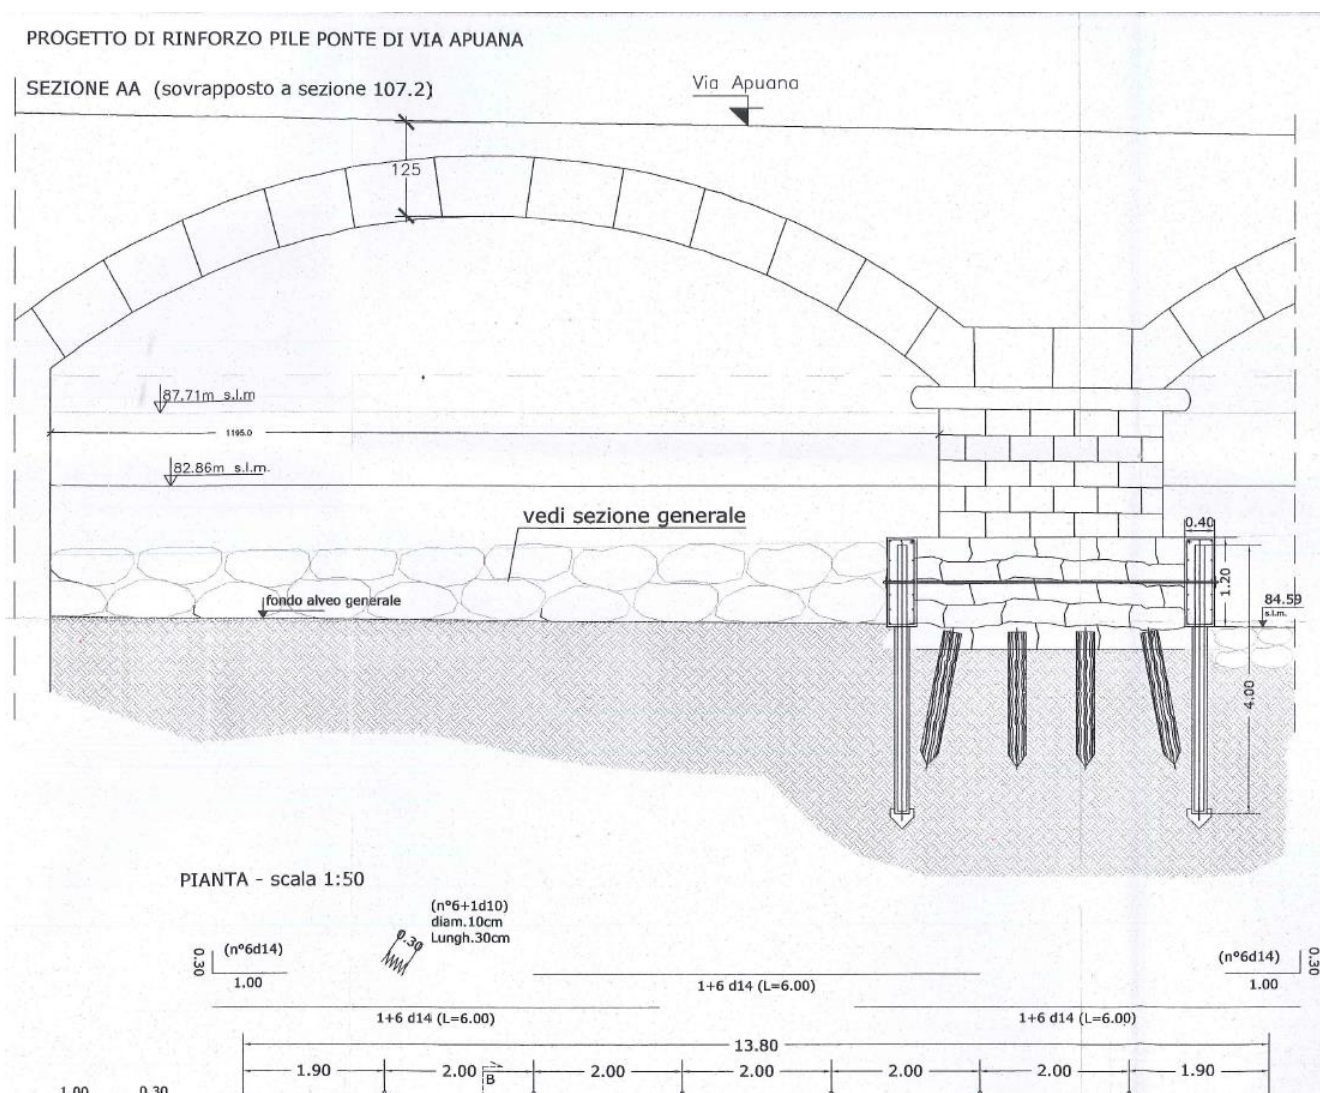 PROGETTO DI RINFORZO PILE PONTE DI VIA APUANA
SEZIONE AA (sovrapposto a sezione 107.2)
Via Apuana
125
87.71m s.l.m
1195.0
82.86m s.l.m.
vedi sezione generale
0.40
1.20
fondo alveo generale
84.59
s.l.m.
4.00
PIANTA - scala 1:50
(n°6+1d10)
diam.10cm
Lungh.30cm
0.30
0.30
(n°6d14)
1.00
1+6 d14 (L=6.00)
(n°6d14)
1.00
0.30
1+6 d14 (L=6.00)
1+6 d14 (L=6.00)
13.80
1.90
2.00
2.00
2.00
2.00
2.00
1.90
B
1.00
0.30